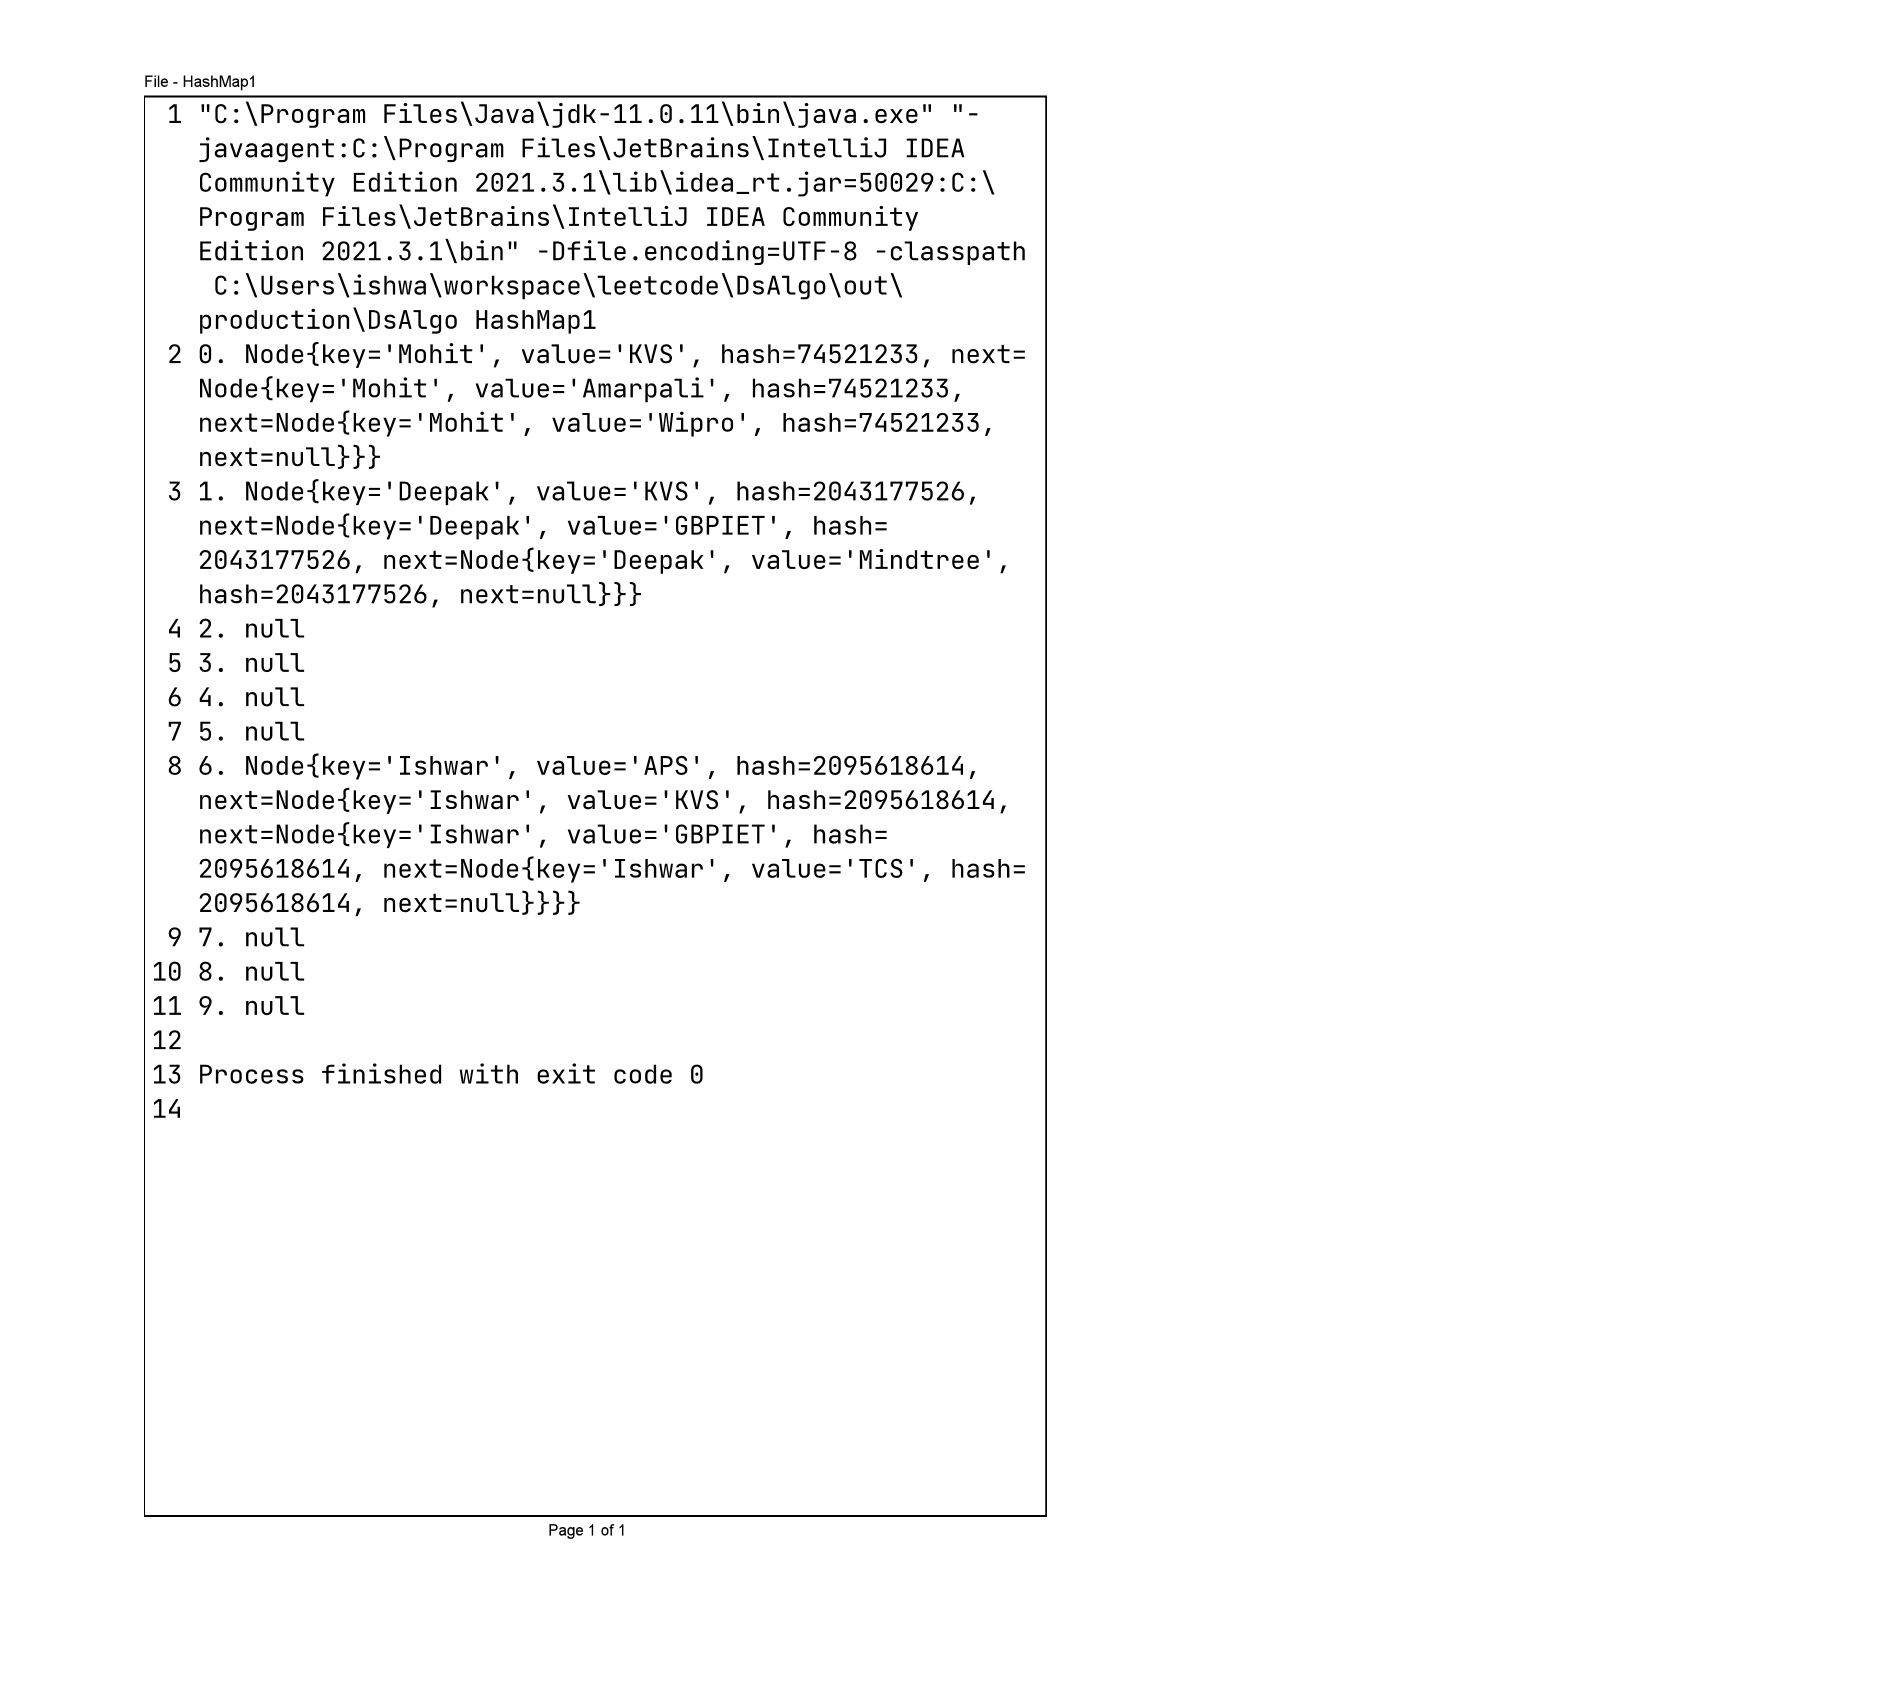 File - HashMap1
1 "C:\Program Files\Java\jdk-11.0.11\bin\java.exe" "-
javaagent:C:\Program Files\JetBrains\IntelliJ IDEA
Community Edition 2021.3.1\lib\idea_rt.jar=50029:C:\
Program Files\JetBrains\IntelliJ IDEA Community
Edition 2021.3.1\bin" -Dfile.encoding=UTF-8 -classpath
C:\Users\ishwa\workspace\leetcode\DsAlgo\out\
production\DsAlgo HashMap1
2 0. Node{key='Mohit', value='KVS', hash=74521233, next=
Node{key='Mohit', value='Amarpali', hash=74521233,
next=Node{key='Mohit', value='Wipro', hash=74521233,
next=null}}}
3 1. Node{key='Deepak', value='KVS', hash=2043177526,
next=Node{key='Deepak', value='GBPIET', hash=
2043177526, next=Node{key='Deepak', value='Mindtree',
hash=2043177526, next=null}}}
4 2. null
5 3. null
6 4. null
7 5. null
8 6. Node{key='Ishwar', value='APS', hash=2095618614,
next=Node{key='Ishwar', value='KVS', hash=2095618614,
next=Node{key='Ishwar', value='GBPIET', hash=
2095618614, next=Node{key='Ishwar', value='TCS', hash=
2095618614, next=null}}}}
9 7. null
10 8. null
11 9. null
12
13 Process finished with exit code 0
14
Page 1 of 1